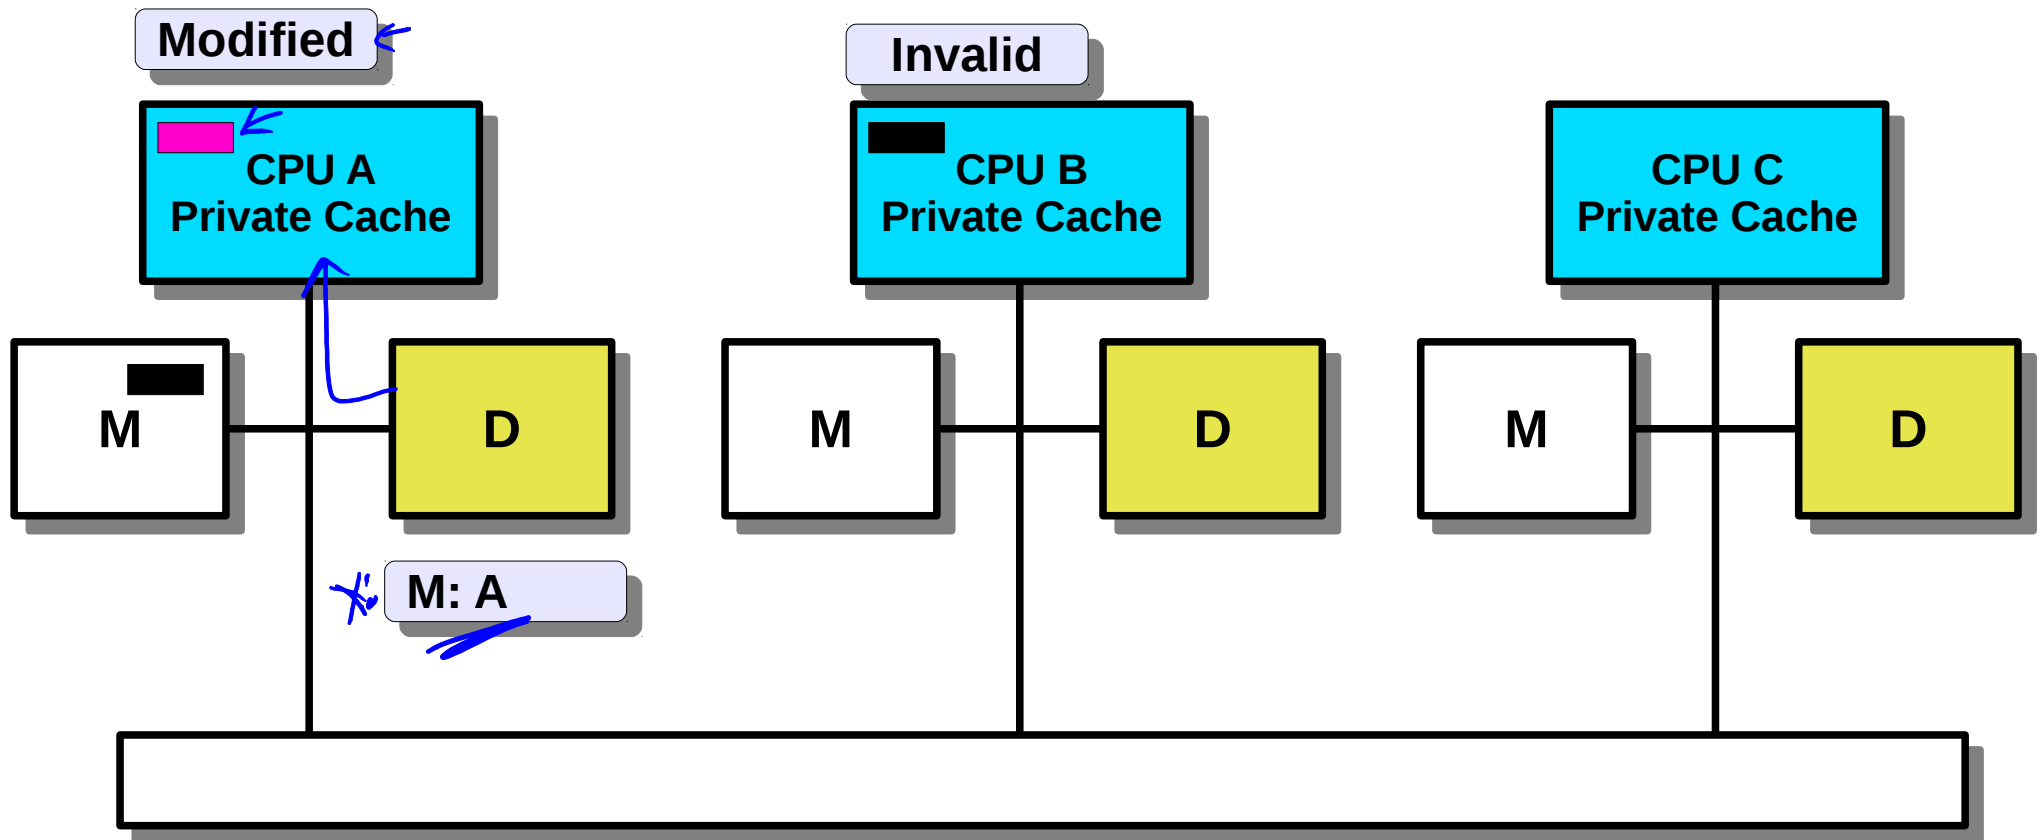 Modified
Invalid
CPU A
Private Cache
CPU B
Private Cache
CPU C
Private Cache
M
D
M
D
M
D
M: A